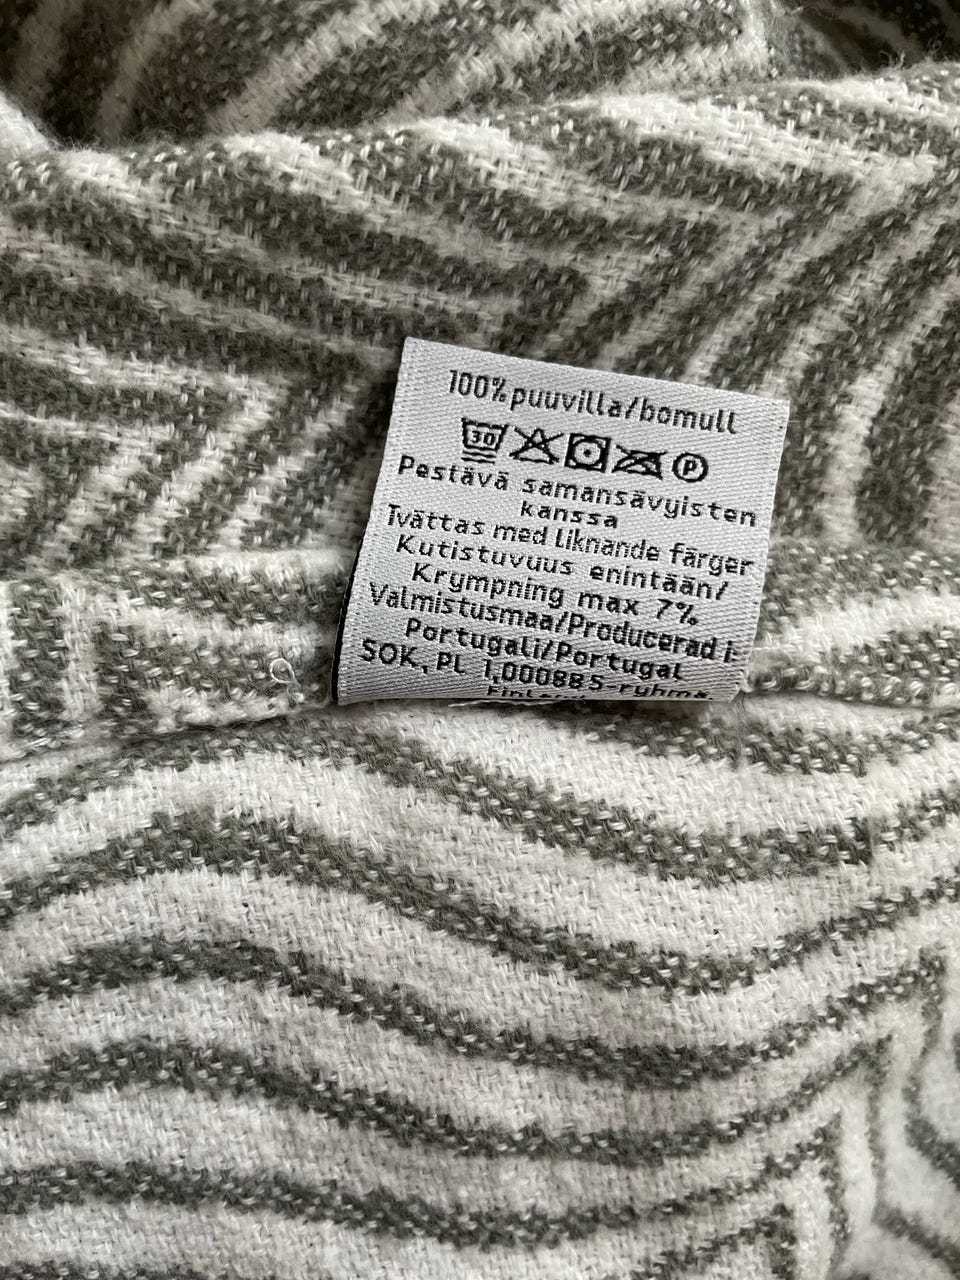 100% puuvilla/bomull
30 P
Pestävä samansävyisten
kanssa
Tvättas med liknande färger
Kutistuvuus enintään/
Krympning max 7%
Valmistusmaa/Producerad i:
Portugali/Portugal
SOK, PL 1,00088 S-ryhmä,